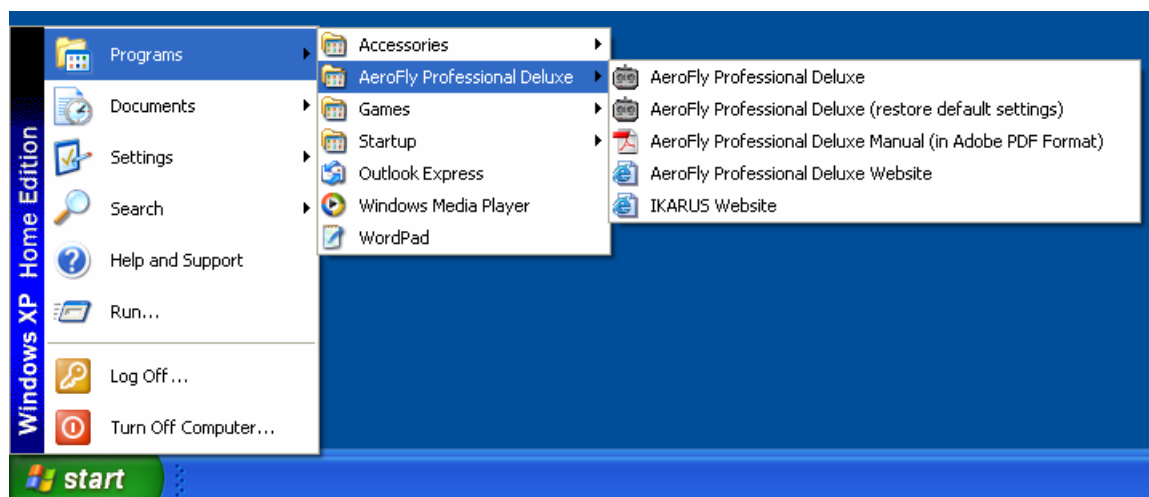 Windows XP Home Edition
Programs
Documents
Settings
Search
Help and Support
Run...
Log Off...
Turn Off Computer...
Accessories
AeroFly Professional Deluxe
Games
Startup
Outlook Express
Windows Media Player
WordPad
AeroFly Professional Deluxe
AeroFly Professional Deluxe (restore default settings)
AeroFly Professional Deluxe Manual (in Adobe PDF Format)
AeroFly Professional Deluxe Website
IKARUS Website
start